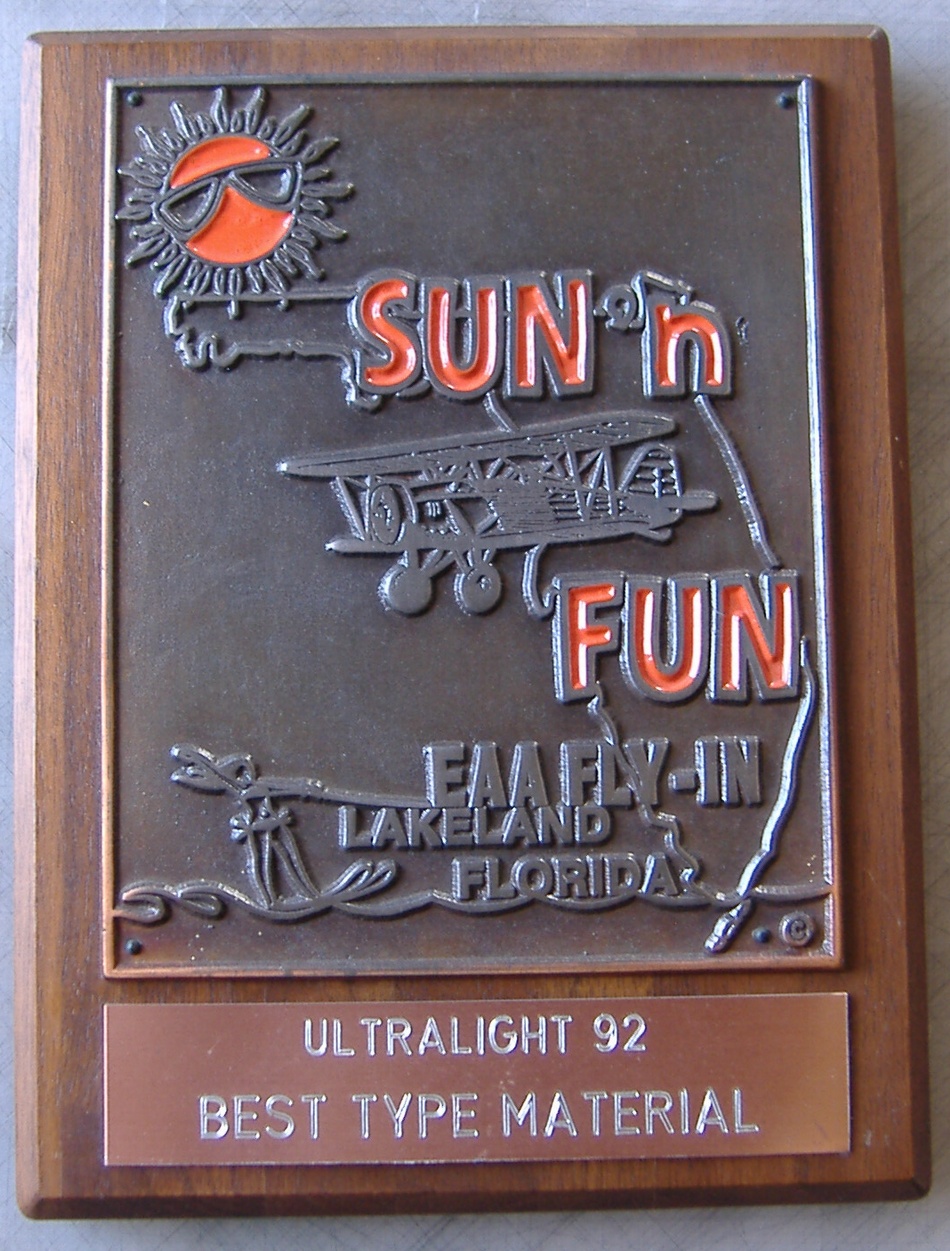 SUN 'n
FUN
EAA FLY-IN
LAKELAND
FLORIDA
©
ULTRALIGHT 92
BEST TYPE MATERIAL